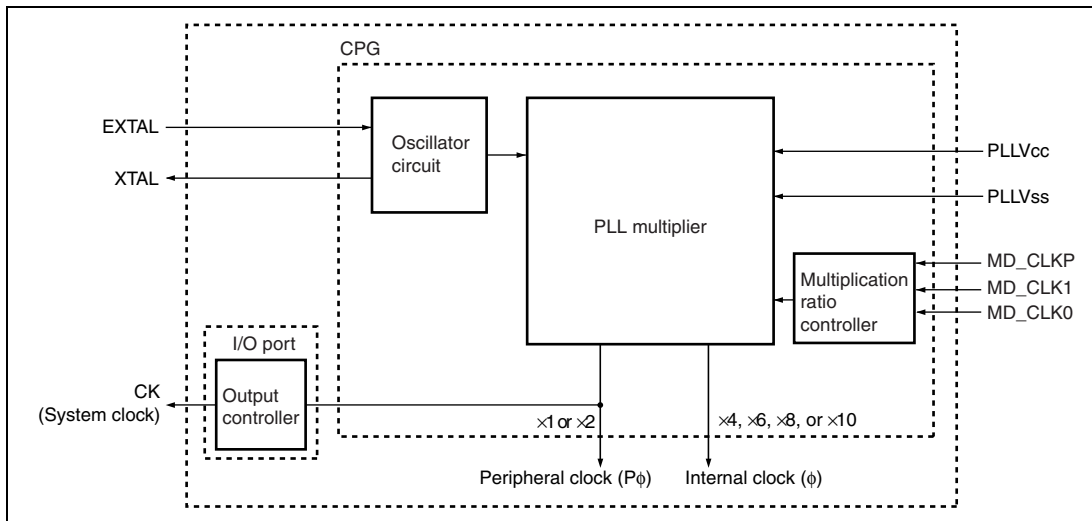 CPG
EXTAL
XTAL
Oscillator
circuit
PLL multiplier
PLLVcc
PLLVss
MD_CLKP
MD_CLK1
MD_CLK0
Multiplication
ratio
controller
I/O port
Output
controller
CK
(System clock)
×1 or ×2
×4, ×6, ×8, or ×10
Peripheral clock (Pϕ)
Internal clock (ϕ)